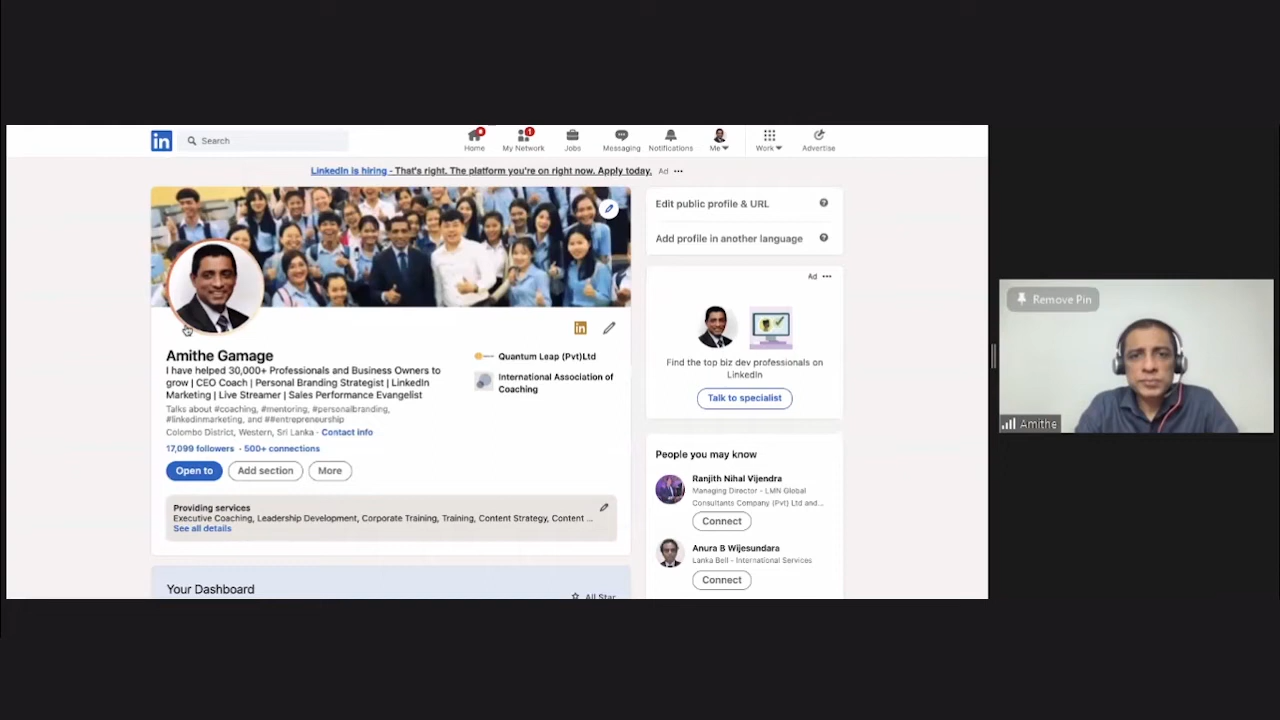 in
Search
8
1
Home
My Network
Jobs
Messaging
Notifications
Me
Work
Advertise
LinkedIn is hiring - That's right. The platform you're on right now. Apply today. Ad
Amithe Gamage
I have helped 30,000+ Professionals and Business Owners to
grow | CEO Coach | Personal Branding Strategist | LinkedIn
Marketing | Live Streamer | Sales Performance Evangelist
Talks about #coaching, #mentoring, #personalbranding,
#linkedinmarketing, and ##entrepreneurship
Colombo District, Western, Sri Lanka - Contact info
17,099 followers · 500+ connections
in
Quantum Leap (Pvt)Ltd
International Association of
Coaching
Open to
Add section
More
Providing services
Executive Coaching, Leadership Development, Corporate Training, Training, Content Strategy, Content ...
See all details
Your Dashboard
All Star
Edit public profile & URL
Add profile in another language
Ad
Find the top biz dev professionals on
LinkedIn
Talk to specialist
People you may know
Ranjith Nihal Vijendra
Managing Director - LMN Global
Consultants Company (Pvt) Ltd and...
Connect
Anura B Wijesundara
Lanka Bell - International Services
Connect
Remove Pin
Amithe